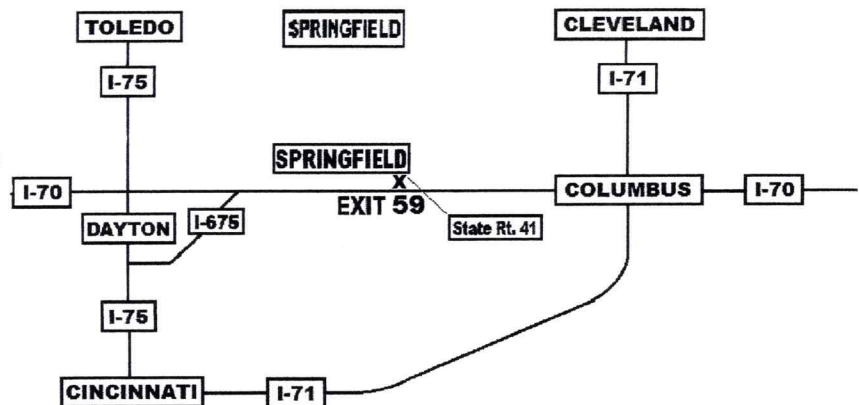 TOLEDO
SPRINGFIELD
CLEVELAND
I-75
I-71
SPRINGFIELD
X
I-70
COLUMBUS
I-70
EXIT 59
DAYTON
I-675
State Rt. 41
I-75
CINCINNATI
I-71